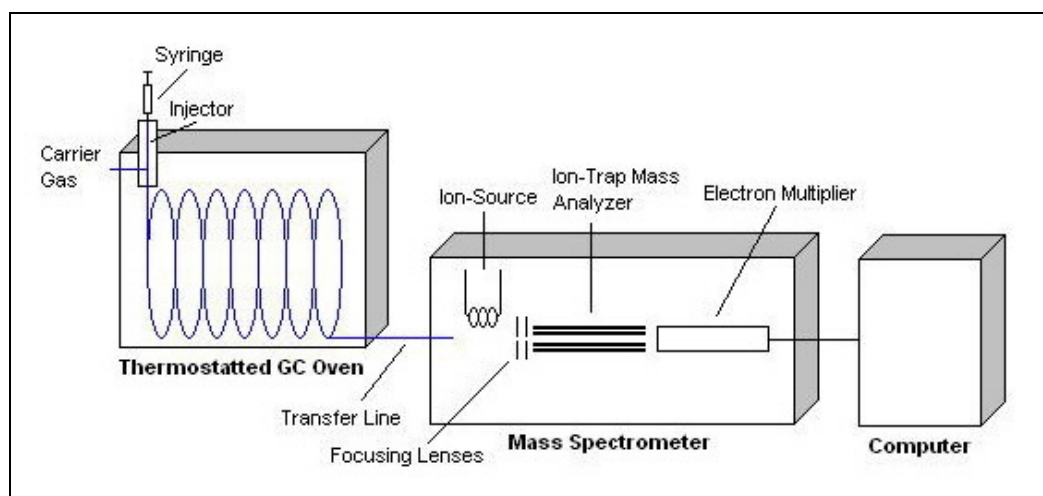 Syringe
Injector
Carrier
Gas
Ion-Source
Ion-Trap Mass
Analyzer
Electron Multiplier
Thermostatted GC Oven
Transfer Line
Focusing Lenses
Mass Spectrometer
Computer